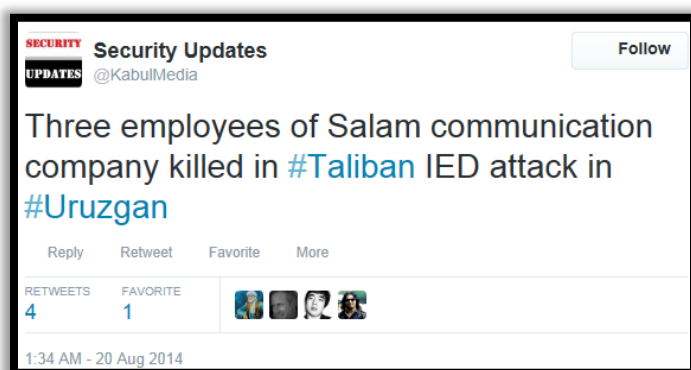 SECURITY
UPDATES
Security Updates
@KabulMedia
Follow
Three employees of Salam communication
company killed in #Taliban IED attack in
#Uruzgan
Reply Retweet Favorite More
RETWEETS FAVORITE
4 1
1:34 AM - 20 Aug 2014